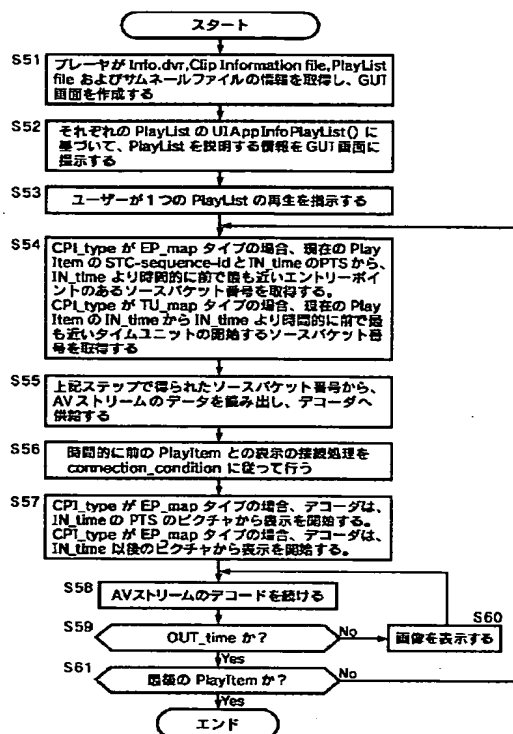 スタート
S51
プレーヤが Info.dvr,Clip Information file,PlayList
file およびサムネールファイルの情報を取得し、GUI
画面を作成する
S52
それぞれの PlayList の UIAppInfoPlayList() に
基づいて、PlayList を説明する情報を GUI 画面に
提示する
S53
ユーザーが1つの PlayList の再生を指示する
S54
CPI_type が EP_map タイプの場合、現在の Play
Item の STC-sequence-id と IN_time のPTS から、
IN_time より時間的に前で最も近いエントリーポイ
ントのあるソースパケット番号を取得する。
CPI_type が TU_map タイプの場合、現在の Play
Item の IN_time から IN_time より時間的に前で最
も近いタイムユニットの開始するソースパケット番
号を取得する
S55
上記ステップで得られたソースパケット番号から、
AVストリームのデータを読み出し、デコーダへ
供給する
S56
時間的に前の PlayItem との表示の接続処理を
connection_condition に従って行う
S57
CPI_type が EP_map タイプの場合、デコーダは、
IN_time の PTS のピクチャから表示を開始する。
CPI_type が EP_map タイプの場合、デコーダは、
IN_time 以後のピクチャから表示を開始する。
S58
AVストリームのデコードを続ける
S59
OUT_time か？
No
S60
画像を表示する
Yes
S61
最後の PlayItem か？
No
Yes
エンド